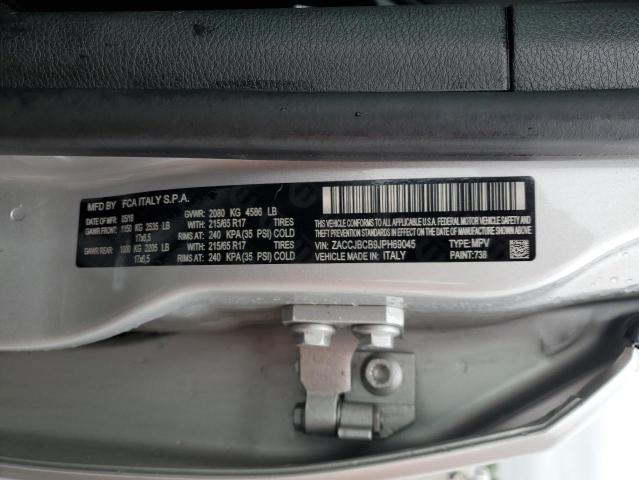 MFD BY FCA ITALY S.P.A.
05/18 GVWR: 2080 KG 4586 LB
GAWR FRONT: 1150 KG 2535 LB WITH 215/65 R17 TIRES
17x6,5 RIMS AT: 240 KPA(35 PSI) COLD
GAWR REAR: 1000 KG 2205 LB WITH 215/65 R17 TIRES
17x6,5 RIMS AT: 240 KPA(35 PSI) COLD
THIS VEHICLE CONFORMS TO ALL APPLICABLE
FEDERAL MOTOR VEHICLE SAFETY,
BUMPER AND THEFT PREVENTION STANDARDS
IN EFFECT ON THE DATE OF MANUFACTURE SHOWN ABOVE
VIN: ZACCJBCB9JPH69045 TYPE: MPV
VEHICLE MADE IN: ITALY PAINT:738